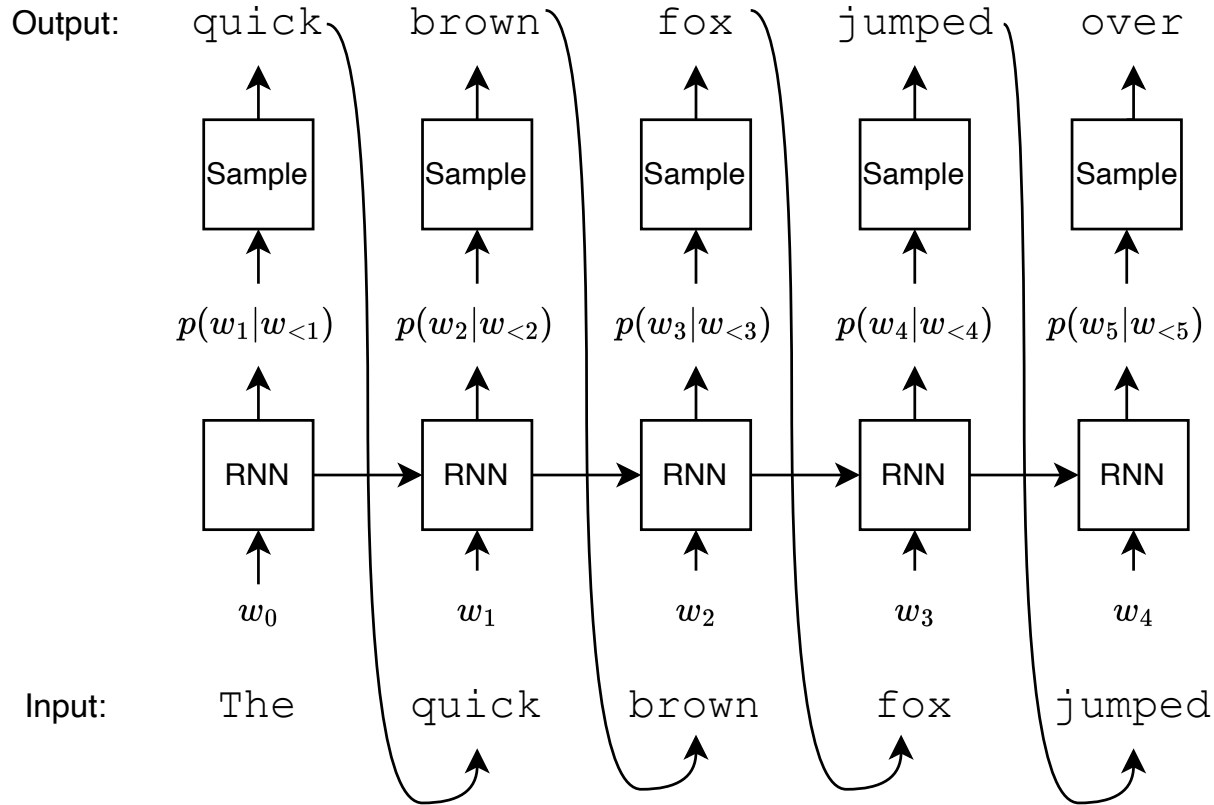 Output: quick brown fox jumped over
Sample Sample Sample Sample Sample
p(w₁|w<₁) p(w₂|w<₂) p(w₃|w<₃) p(w₄|w<₄) p(w₅|w<₅)
RNN RNN RNN RNN RNN
w₀ w₁ w₂ w₃ w₄
Input: The quick brown fox jumped